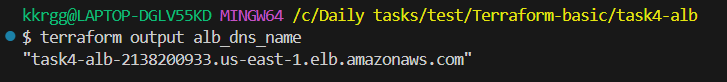 kkrgg@LAPTOP-DGLV55KD MINGW64 /c/Daily tasks/test/Terraform-basic/task4-alb
$ terraform output alb_dns_name
"task4-alb-2138200933.us-east-1.elb.amazonaws.com"